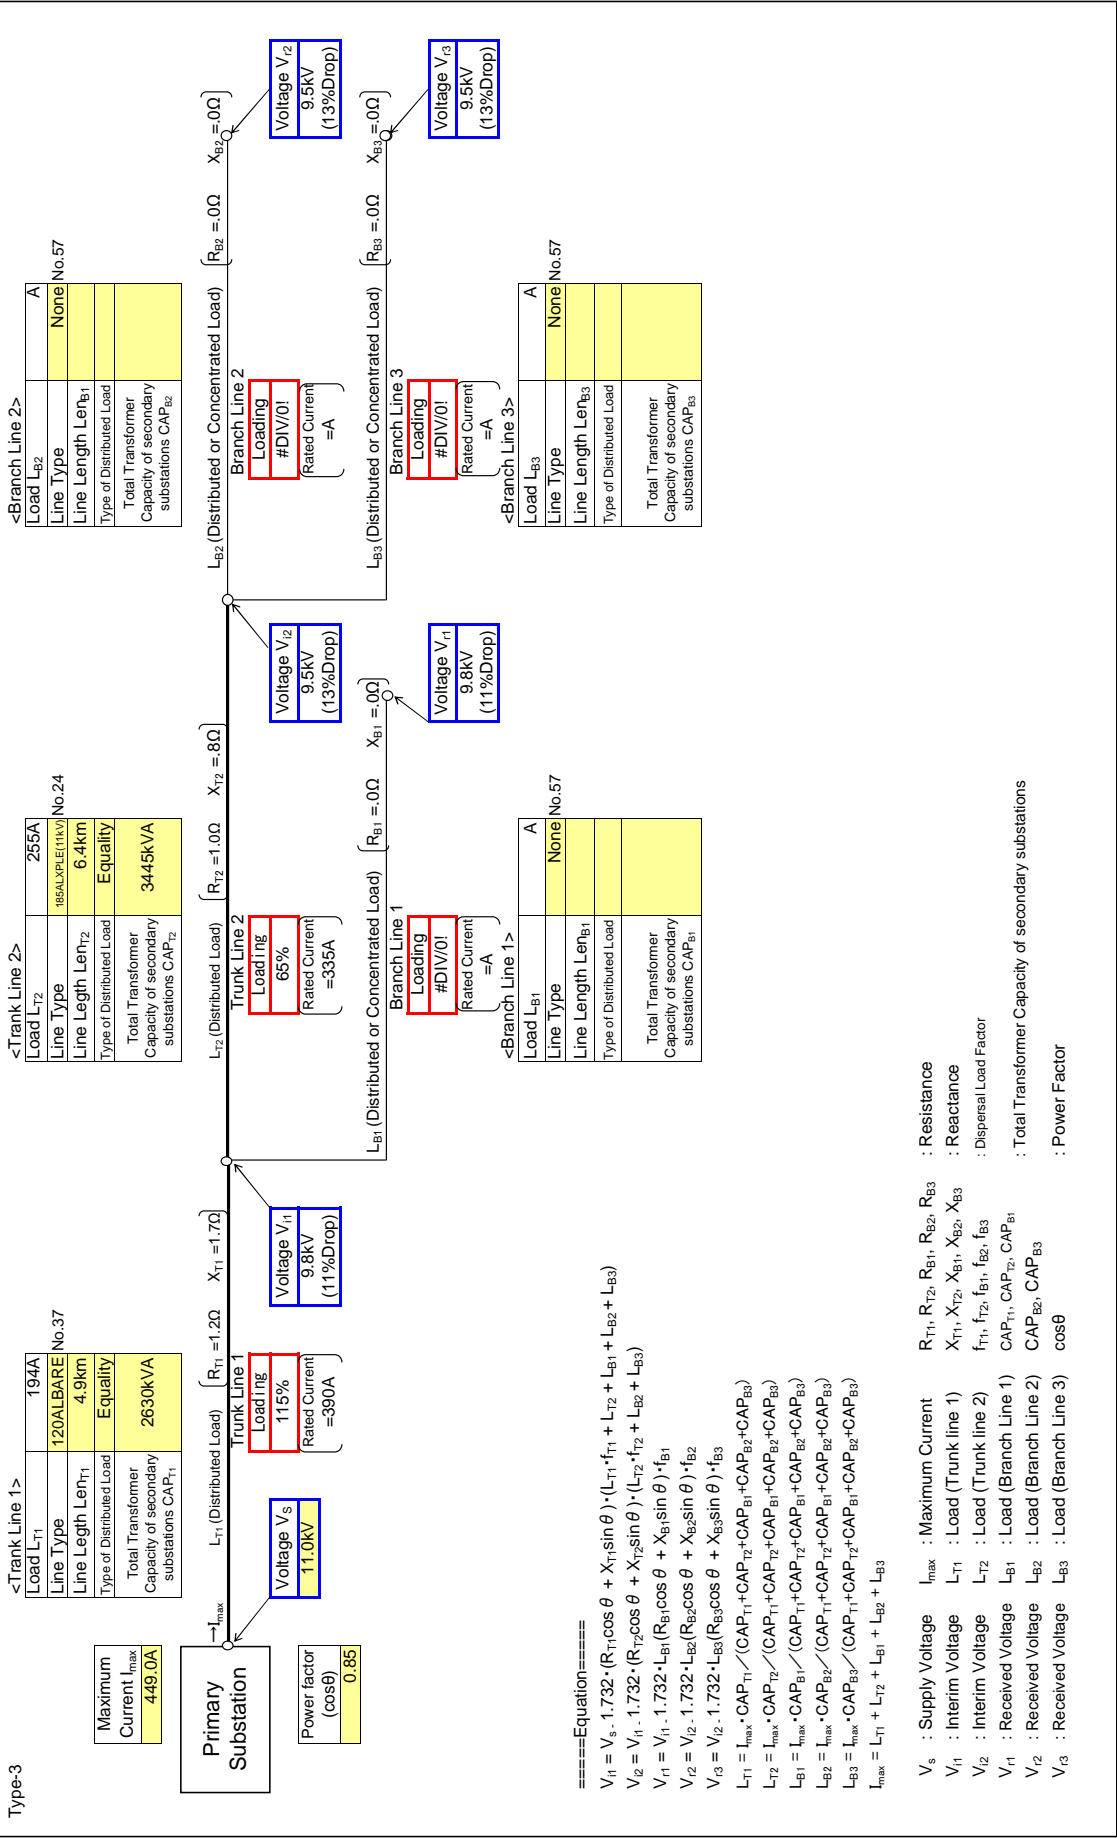 Type-3
Maximum
Current Imax
449.0A
Power factor
(cosθ)
0.85
Primary
Substation
→Imax
Voltage VS
11.0kV
<Trank Line 1>
Load LT1 194A
Line Type 120ALBARE No.37
Line Legth LenT1 4.9km
Type of Distributed Load Equality
Total Transformer
Capacity of secondary
substations CAPT1
2630kVA
LT1 (Distributed Load) RT1 =1.2Ω XT1 =1.7Ω
Trunk Line 1
Loading
115%
Rated Current
=390A
Voltage Vi1
9.8kV
(11%Drop)
<Trank Line 2>
Load LT2 255A
Line Type 185ALXPLE(11kV) No.24
Line Legth LenT2 6.4km
Type of Distributed Load Equality
Total Transformer
Capacity of secondary
substations CAPT2
3445kVA
LT2 (Distributed Load) RT2 =1.0Ω XT2 =.8Ω
Trunk Line 2
Loading
65%
Rated Current
=335A
Voltage Vi2
9.5kV
(13%Drop)
LB1 (Distributed or Concentrated Load) RB1 =.0Ω XB1 =.0Ω
Branch Line 1
Loading
#DIV/0!
Rated Current
=A
Voltage Vr1
9.8kV
(11%Drop)
<Branch Line 1>
Load LB1 A
Line Type None No.57
Line Length LenB1
Type of Distributed Load
Total Transformer
Capacity of secondary
substations CAPB1
<Branch Line 2>
Load LB2 A
Line Type None No.57
Line Length LenB1
Type of Distributed Load
Total Transformer
Capacity of secondary
substations CAPB2
LB2 (Distributed or Concentrated Load) RB2 =.0Ω XB2 =.0Ω
Branch Line 2
Loading
#DIV/0!
Rated Current
=A
Voltage Vr2
9.5kV
(13%Drop)
LB3 (Distributed or Concentrated Load) RB3 =.0Ω XB3 =.0Ω
Branch Line 3
Loading
#DIV/0!
Rated Current
=A
Voltage Vr3
9.5kV
(13%Drop)
<Branch Line 3>
Load LB3 A
Line Type None No.57
Line Length LenB3
Type of Distributed Load
Total Transformer
Capacity of secondary
substations CAPB3
=====Equation=====
Vi1 = VS - 1.732・(RT1cosθ + XT1sinθ)・(LT1・fT1 + LT2 + LB1 + LB2 + LB3)
Vi2 = Vi1 - 1.732・(RT2cosθ + XT2sinθ)・(LT2・fT2 + LB2 + LB3)
Vr1 = Vi1 - 1.732・LB1(RB1cosθ + XB1sinθ)・fB1
Vr2 = Vi2 - 1.732・LB2(RB2cosθ + XB2sinθ)・fB2
Vr3 = Vi2 - 1.732・LB3(RB3cosθ + XB3sinθ)・fB3
LT1 = Imax・CAPT1／(CAPT1+CAPT2+CAPB1+CAPB2+CAPB3)
LT2 = Imax・CAPT2／(CAPT1+CAPT2+CAPB1+CAPB2+CAPB3)
LB1 = Imax・CAPB1／(CAPT1+CAPT2+CAPB1+CAPB2+CAPB3)
LB2 = Imax・CAPB2／(CAPT1+CAPT2+CAPB1+CAPB2+CAPB3)
LB3 = Imax・CAPB3／(CAPT1+CAPT2+CAPB1+CAPB2+CAPB3)
Imax = LT1 + LT2 + LB1 + LB2 + LB3
Vs : Supply Voltage Imax : Maximum Current RT1, RT2, RB1, RB2, RB3 : Resistance
Vi1 : Interim Voltage LT1 : Load (Trunk line 1) XT1, XT2, XB1, XB2, XB3 : Reactance
Vi2 : Interim Voltage LT2 : Load (Trunk line 2) fT1, fT2, fB1, fB2, fB3 : Dispersal Load Factor
Vr1 : Received Voltage LB1 : Load (Branch Line 1) CAPT1, CAPT2, CAPB1 : Total Transformer Capacity of secondary substations
Vr2 : Received Voltage LB2 : Load (Branch Line 2) CAPB2, CAPB3
Vr3 : Received Voltage LB3 : Load (Branch Line 3) cosθ : Power Factor